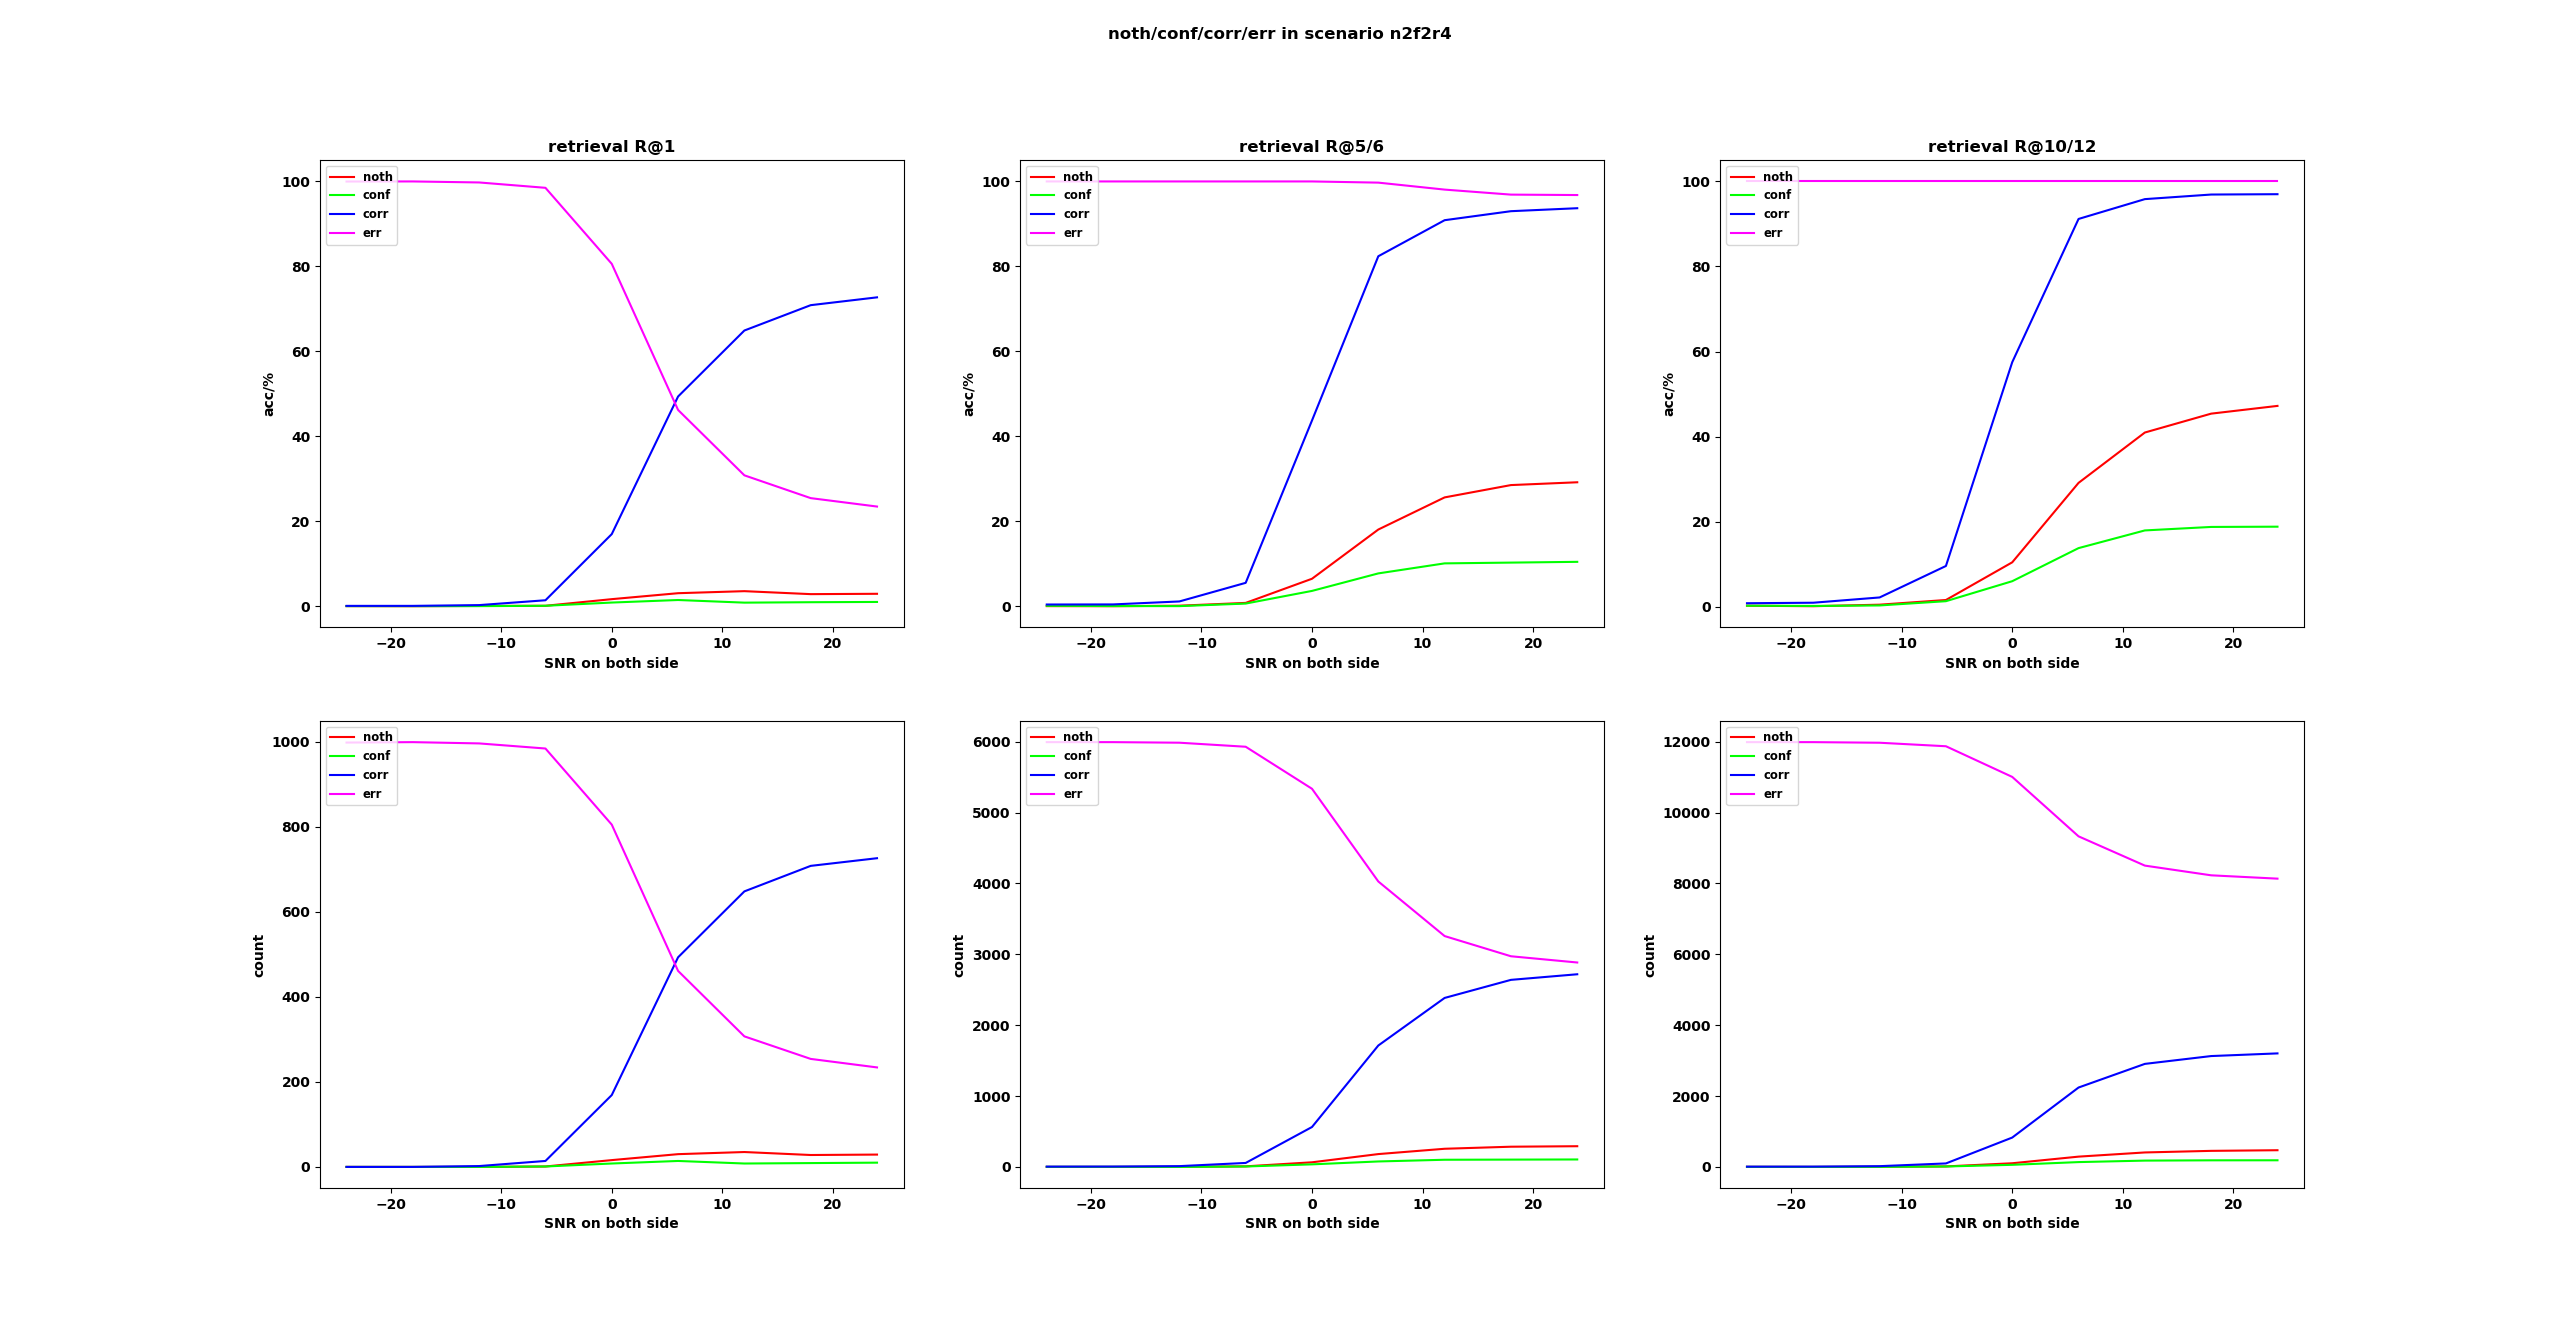 noth/conf/corr/err in scenario n2f2r4
retrieval R@1
100
80
60
40
20
0
acc/%
noth
conf
corr
err
−20 −10 0 10 20
SNR on both side
retrieval R@5/6
100
80
60
40
20
0
acc/%
noth
conf
corr
err
−20 −10 0 10 20
SNR on both side
retrieval R@10/12
100
80
60
40
20
0
acc/%
noth
conf
corr
err
−20 −10 0 10 20
SNR on both side
1000
800
600
400
200
0
count
noth
conf
corr
err
−20 −10 0 10 20
SNR on both side
6000
5000
4000
3000
2000
1000
0
count
noth
conf
corr
err
−20 −10 0 10 20
SNR on both side
12000
10000
8000
6000
4000
2000
0
count
noth
conf
corr
err
−20 −10 0 10 20
SNR on both side